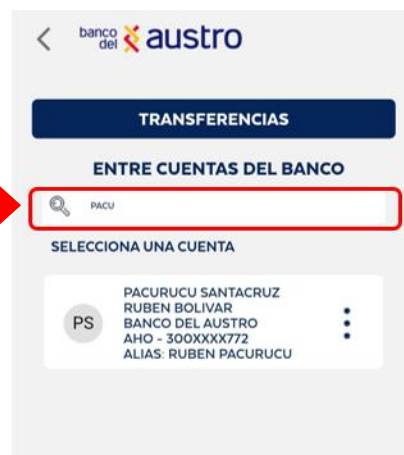 banco
del austro
TRANSFERENCIAS
ENTRE CUENTAS DEL BANCO
PACU
SELECCIONA UNA CUENTA
PACURUCU SANTACRUZ
RUBEN BOLIVAR
PS
BANCO DEL AUSTRO
AHO - 300XXXX772
ALIAS: RUBEN PACURUCU